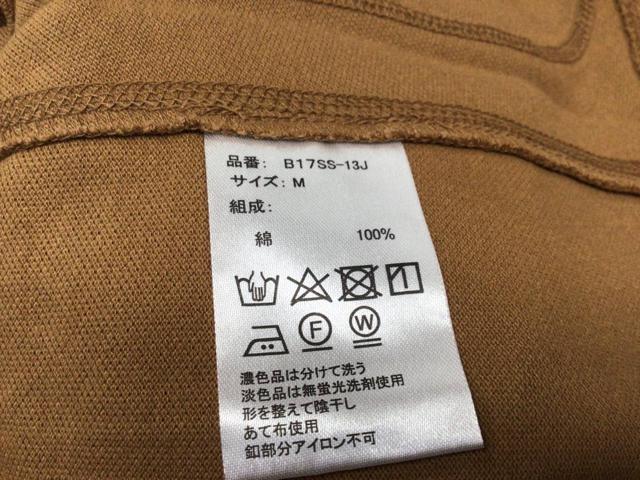 品番: B17SS-13J
サイズ: M
組成:
綿 100%
F W
濃色品は分けて洗う
淡色品は無蛍光洗剤使用
形を整えて陰干し
あて布使用
釦部分アイロン不可